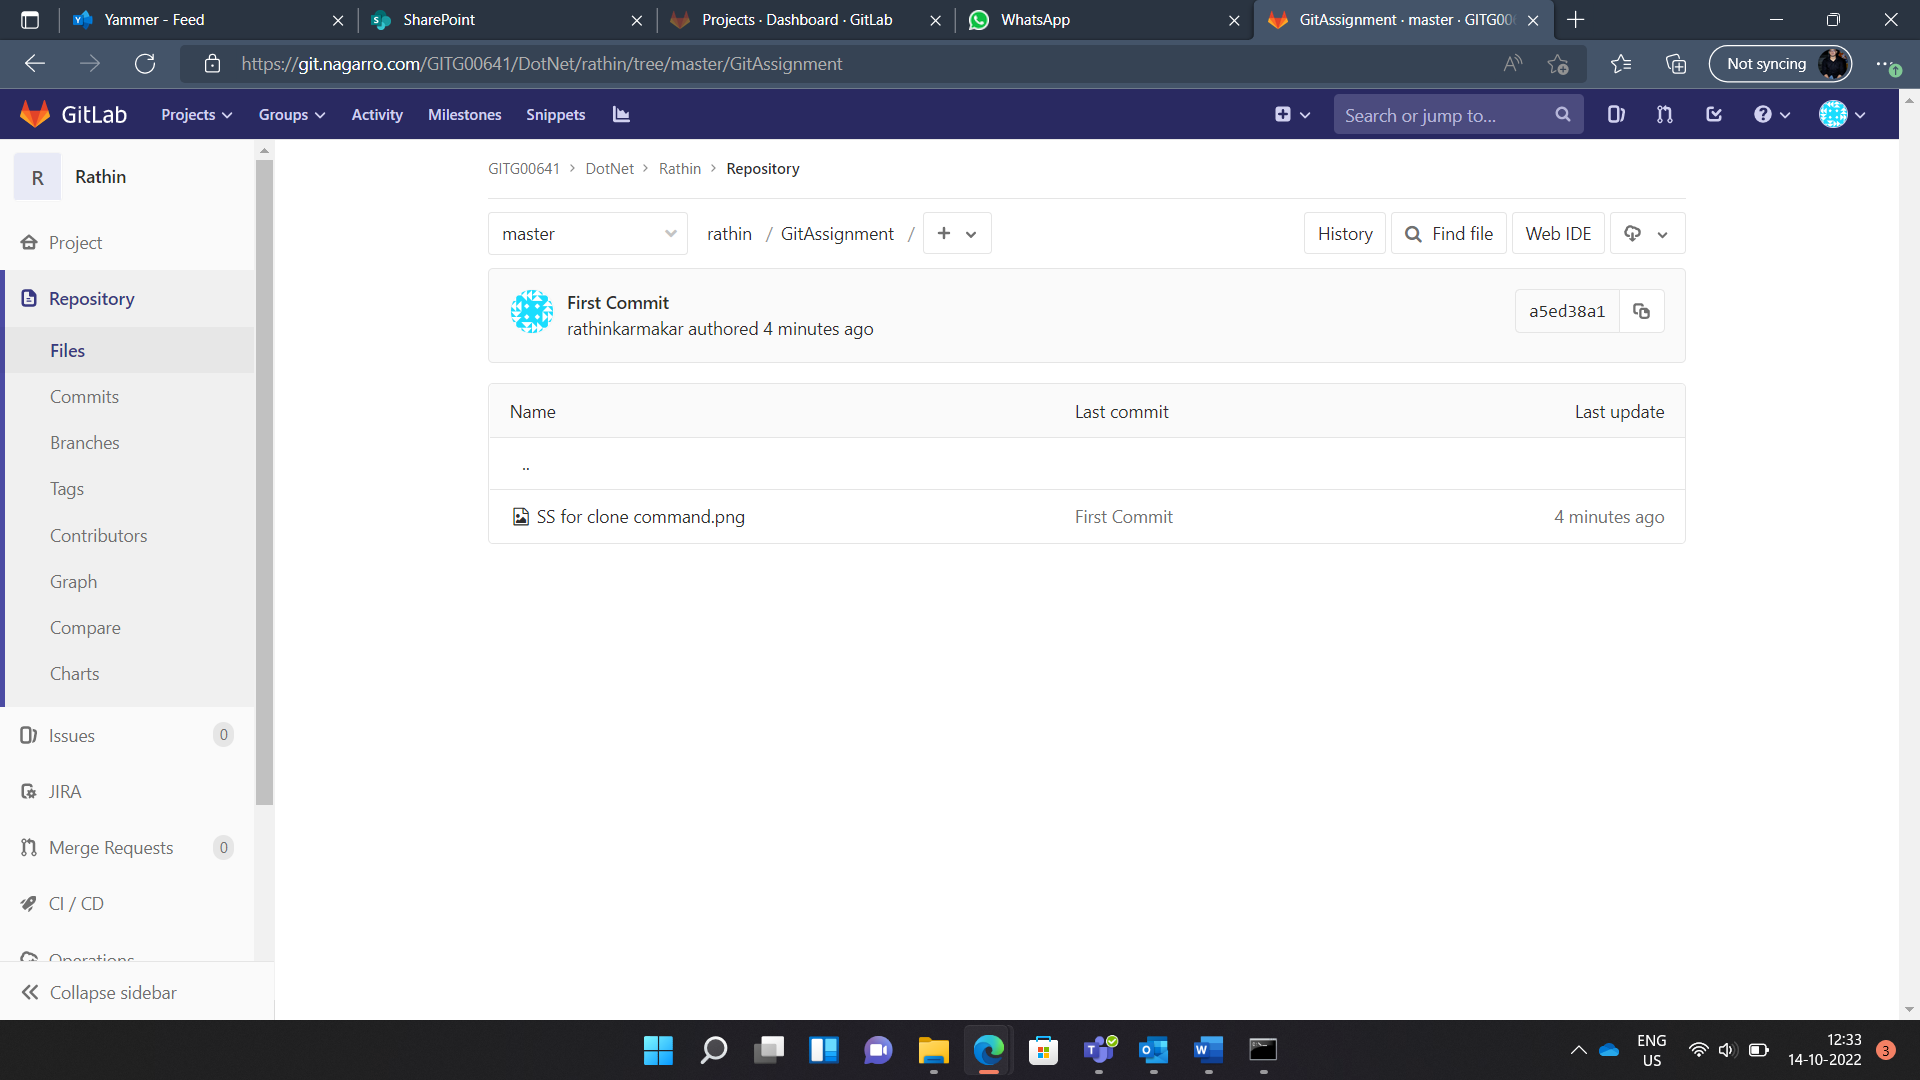 Yammer - Feed
SharePoint
Projects · Dashboard · GitLab
WhatsApp
GitAssignment · master · GITG00
https://git.nagarro.com/GITG00641/DotNet/rathin/tree/master/GitAssignment
Not syncing
GitLab
Projects
Groups
Activity
Milestones
Snippets
Search or jump to...
R
Rathin
Project
Repository
Files
Commits
Branches
Tags
Contributors
Graph
Compare
Charts
Issues 0
JIRA
Merge Requests 0
CI / CD
Operations
Collapse sidebar
GITG00641 > DotNet > Rathin > Repository
master
rathin / GitAssignment /
History
Find file
Web IDE
First Commit
rathinkarmakar authored 4 minutes ago
a5ed38a1
Name Last commit Last update
..
SS for clone command.png First Commit 4 minutes ago
ENG
US
12:33
14-10-2022
3